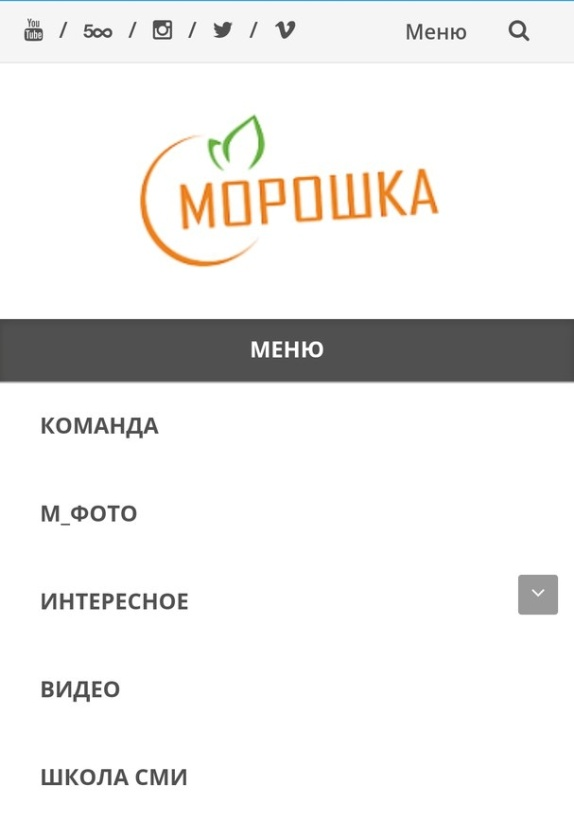 You Tube / 500 / / / Меню
МОРОШКА
МЕНЮ
КОМАНДА
М_ФОТО
ИНТЕРЕСНОЕ
ВИДЕО
ШКОЛА СМИ